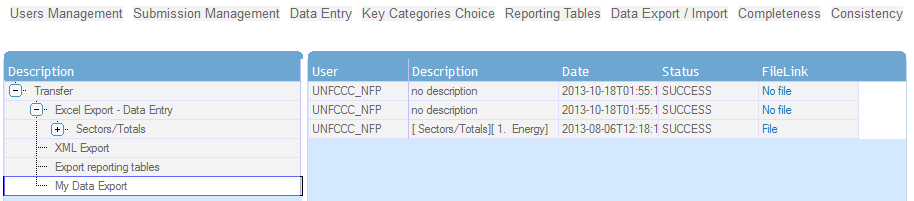 Users Management Submission Management Data Entry Key Categories Choice Reporting Tables Data Export / Import Completeness Consistency
Description
Transfer
Excel Export - Data Entry
Sectors/Totals
XML Export
Export reporting tables
My Data Export
User Description Date Status FileLink
UNFCCC_NFP no description 2013-10-18T01:55:1 SUCCESS No file
UNFCCC_NFP no description 2013-10-18T01:55:1 SUCCESS No file
UNFCCC_NFP [ Sectors/Totals][ 1. Energy] 2013-08-06T12:18:1 SUCCESS File